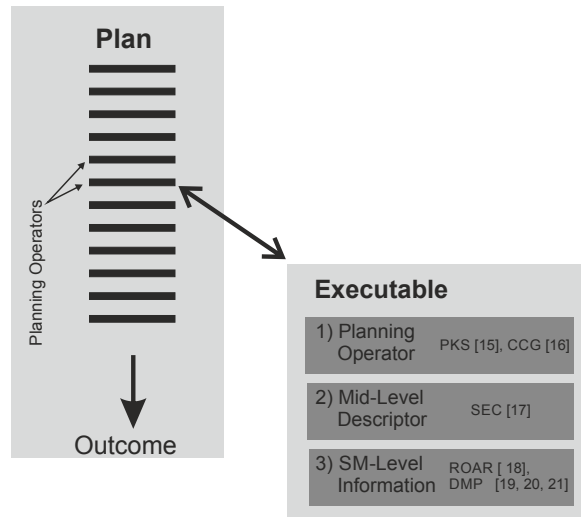 Plan
Planning Operators
Outcome
Executable
1) Planning
Operator
PKS [15], CCG [16]
2) Mid-Level
Descriptor
SEC [17]
3) SM-Level
Information
ROAR [ 18],
DMP [19, 20, 21]